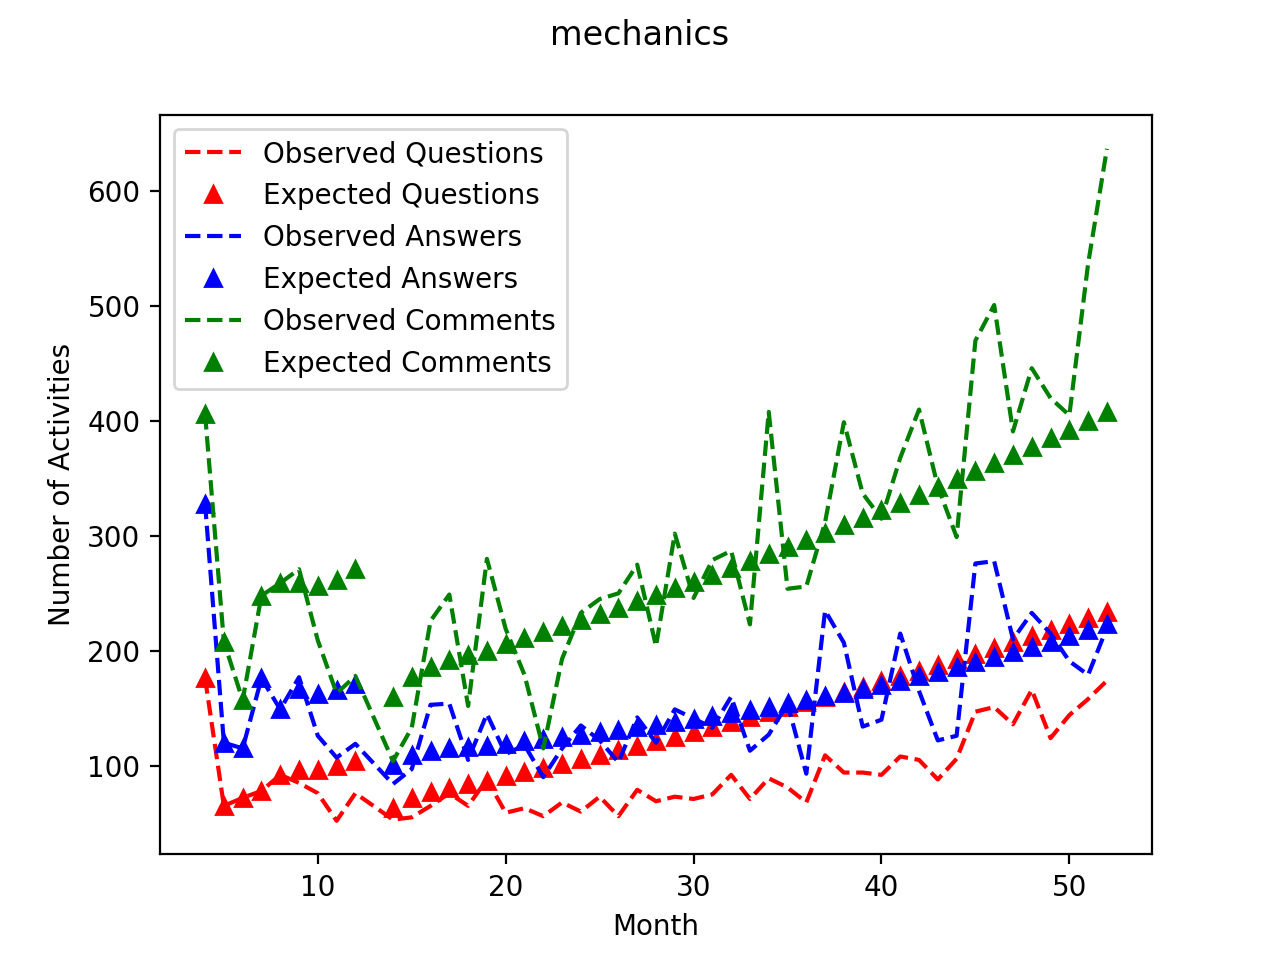 mechanics
Observed Questions
Expected Questions
Observed Answers
Expected Answers
Observed Comments
Expected Comments
Number of Activities
600
500
400
300
200
100
10 20 30 40 50
Month